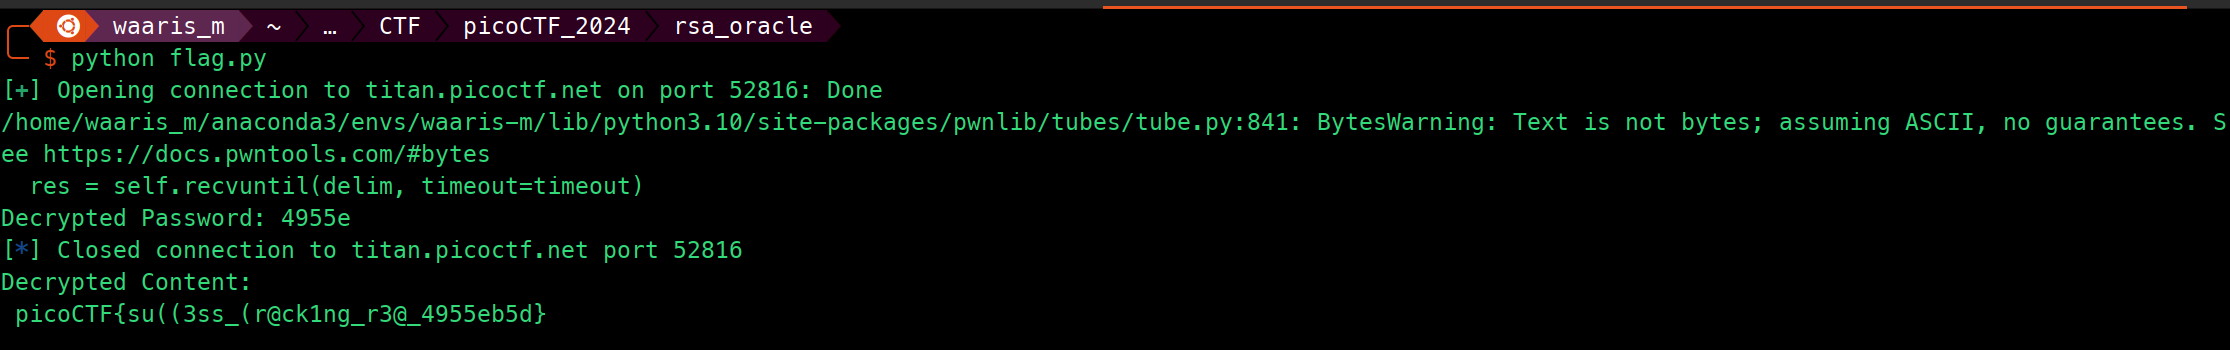 waaris_m ~ … CTF picoCTF_2024 rsa_oracle
$ python flag.py
[+] Opening connection to titan.picoctf.net on port 52816: Done
/home/waaris_m/anaconda3/envs/waaris-m/lib/python3.10/site-packages/pwnlib/tubes/tube.py:841: BytesWarning: Text is not bytes; assuming ASCII, no guarantees. S
ee https://docs.pwntools.com/#bytes
  res = self.recvuntil(delim, timeout=timeout)
Decrypted Password: 4955e
[*] Closed connection to titan.picoctf.net port 52816
Decrypted Content:
 picoCTF{su((3ss_(r@ck1ng_r3@_4955eb5d}